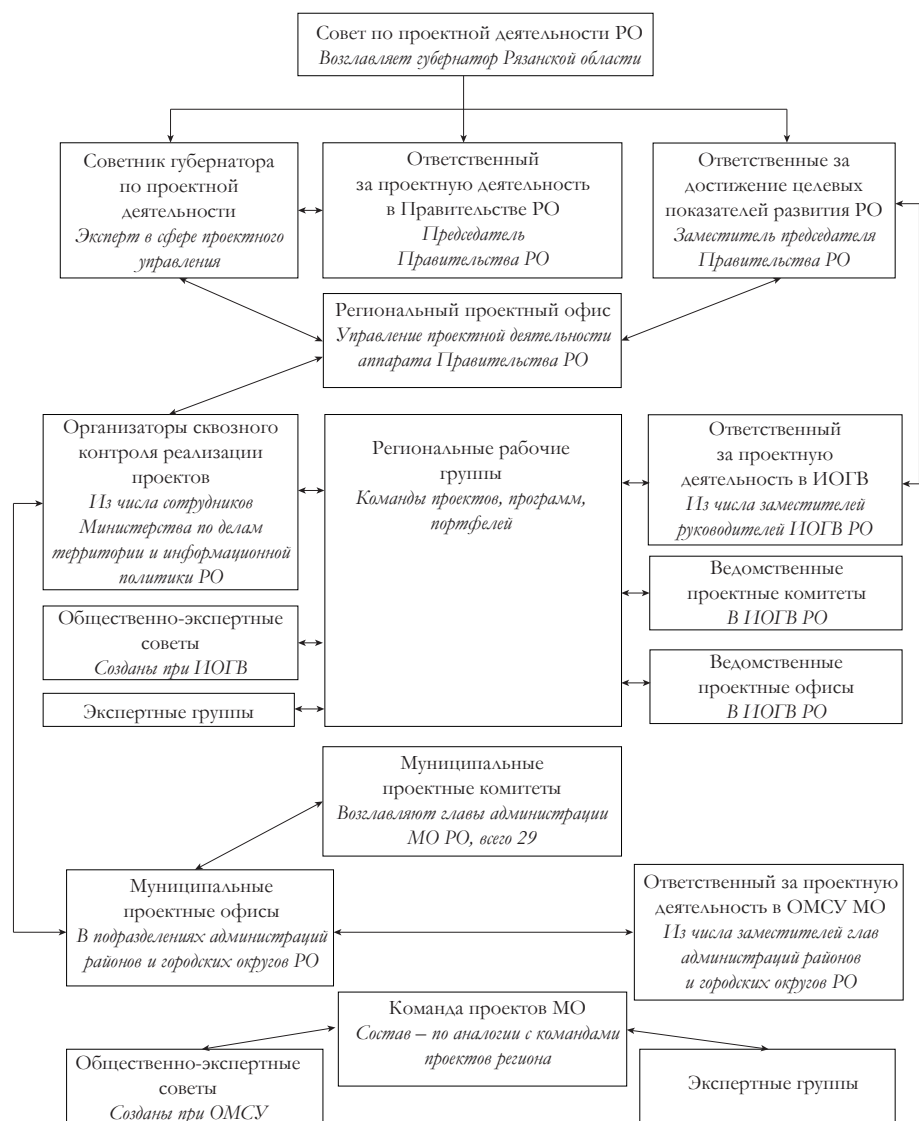 Совет по проектной деятельности РО
Возглавляет губернатор Рязанской области
Советник губернатора
по проектной
деятельности
Эксперт в сфере проектного
управления
Ответственный
за проектную деятельность
в Правительстве РО
Председатель
Правительства РО
Ответственные за
достижение целевых
показателей развития РО
Заместитель председателя
Правительства РО
Региональный проектный офис
Управление проектной деятельности
аппарата Правительства РО
Организаторы сквозного
контроля реализации
проектов
Из числа сотрудников
Министерства по делам
территории и информационной
политики РО
Региональные рабочие
группы
Команды проектов, программ,
портфелей
Ответственный
за проектную
деятельность в ИОГВ
Из числа заместителей
руководителей ИОГВ РО
Ведомственные
проектные комитеты
В ИОГВ РО
Общественно-экспертные
советы
Созданы при ИОГВ
Ведомственные
проектные офисы
В ИОГВ РО
Экспертные группы
Муниципальные
проектные комитеты
Возглавляют главы администрации
МО РО, всего 29
Муниципальные
проектные офисы
В подразделениях администраций
районов и городских округов РО
Ответственный за проектную
деятельность в ОМСУ МО
Из числа заместителей глав
администраций районов
и городских округов РО
Команда проектов МО
Состав – по аналогии с командами
проектов региона
Общественно-экспертные
советы
Созданы при ОМСУ
Экспертные группы